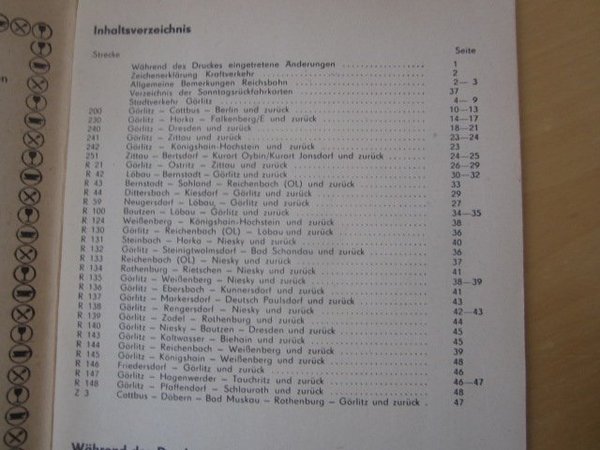 Inhaltsverzeichnis
Strecke Seite
Während des Druckes eingetretene Änderungen 1
Zeichenerklärung Kraftverkehr 2
Allgemeine Bemerkungen Reichsbahn 2— 3
Verzeichnis der Sonntagsrückfahrkarten 37
Stadtverkehr Görlitz 4— 9
200 Görlitz – Cottbus – Berlin und zurück 10—13
230 Görlitz – Horka – Falkenberg/E und zurück 14—17
240 Görlitz – Dresden und zurück 18—21
241 Görlitz – Zittau und zurück 23—24
242 Görlitz – Königshain-Hochstein und zurück 23
251 Zittau – Bertsdorf – Kurort Oybin/Kurort Jonsdorf und zurück 24—25
R 21 Görlitz – Ostritz – Zittau und zurück 26—29
R 42 Löbau – Bernstadt – Görlitz und zurück 30—32
R 43 Bernstadt – Sohland – Reichenbach (OL) und zurück 33
R 44 Dittersbach – Kiesdorf – Görlitz und zurück 29
R 59 Neugersdorf – Löbau – Görlitz und zurück 27
R 100 Bautzen – Löbau – Görlitz und zurück 34—35
R 124 Weißenberg – Königshain-Hochstein und zurück 38
R 130 Görlitz – Reichenbach (OL) – Löbau und zurück 36
R 131 Steinbach – Horka – Niesky und zurück 40
R 132 Görlitz – Steinigtwolmsdorf – Bad Schandau und zurück 36
R 133 Reichenbach (OL) – Niesky und zurück 37
R 134 Rothenburg – Rietschen – Niesky und zurück 41
R 135 Görlitz – Weißenberg – Niesky und zurück 38—39
R 136 Görlitz – Ebersbach – Kunnersdorf und zurück 41
R 137 Görlitz – Markersdorf – Deutsch Paulsdorf und zurück 43
R 138 Görlitz – Rengersdorf – Niesky und zurück 42—43
R 139 Görlitz – Zodel – Rothenburg und zurück 44
R 140 Görlitz – Niesky – Bautzen – Dresden und zurück 45
R 143 Görlitz – Kaltwasser – Biehain und zurück 45
R 144 Görlitz – Reichenbach – Weißenberg und zurück 39
R 145 Görlitz – Königshain – Weißenberg und zurück 48
R 146 Friedersdorf – Görlitz und zurück 46
R 147 Görlitz – Hagenwerder – Tauchritz und zurück 46—47
R 148 Görlitz – Pfaffendorf – Schlauroth und zurück 48
Z 3 Cottbus – Döbern – Bad Muskau – Rothenburg – Görlitz und zurück 47